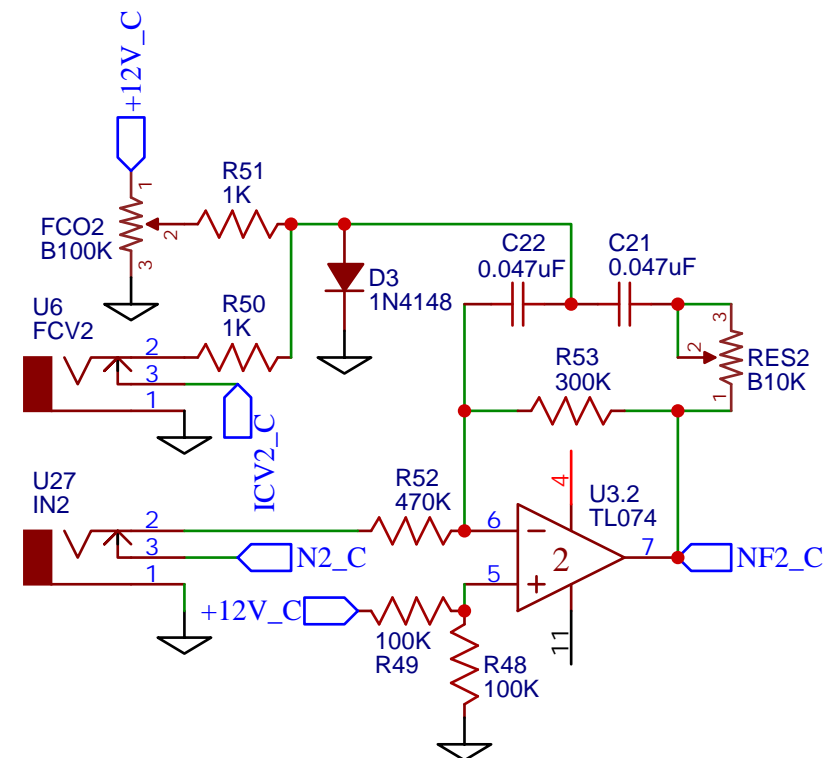 +12V_C
1
2
3
FCO2
B100K
R51
1K
D3
1N4148
C22
0.047uF
C21
0.047uF
3
2
1
RES2
B10K
U6
FCV2
2
3
1
R50
1K
ICV2_C
R53
300K
U27
IN2
2
3
1
N2_C
R52
470K
6
5
4
2
7
11
U3.2
TL074
NF2_C
+12V_C
100K
R49
R48
100K